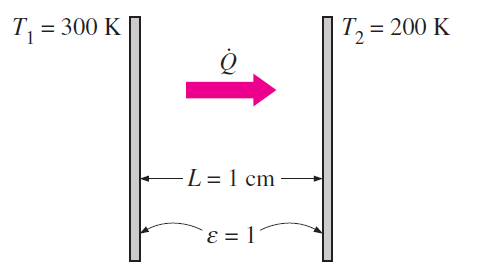 T₁ = 300 K
T₂ = 200 K
Q̇
L = 1 cm
ε = 1